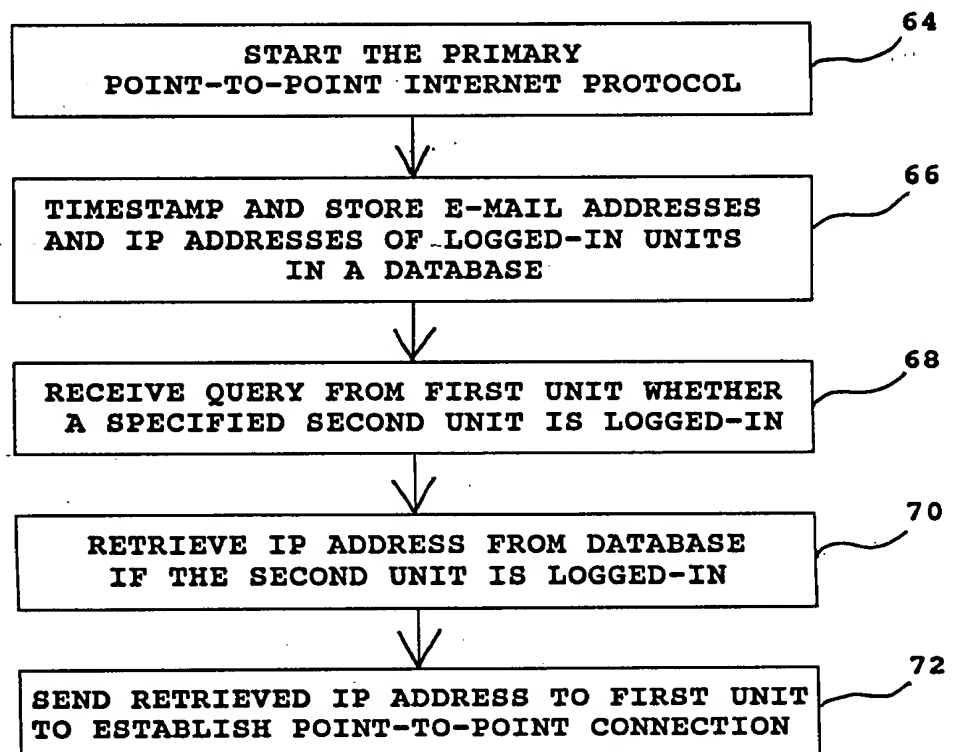 64
START THE PRIMARY
POINT-TO-POINT INTERNET PROTOCOL
66
TIMESTAMP AND STORE E-MAIL ADDRESSES
AND IP ADDRESSES OF LOGGED-IN UNITS
IN A DATABASE
68
RECEIVE QUERY FROM FIRST UNIT WHETHER
A SPECIFIED SECOND UNIT IS LOGGED-IN
70
RETRIEVE IP ADDRESS FROM DATABASE
IF THE SECOND UNIT IS LOGGED-IN
72
SEND RETRIEVED IP ADDRESS TO FIRST UNIT
TO ESTABLISH POINT-TO-POINT CONNECTION